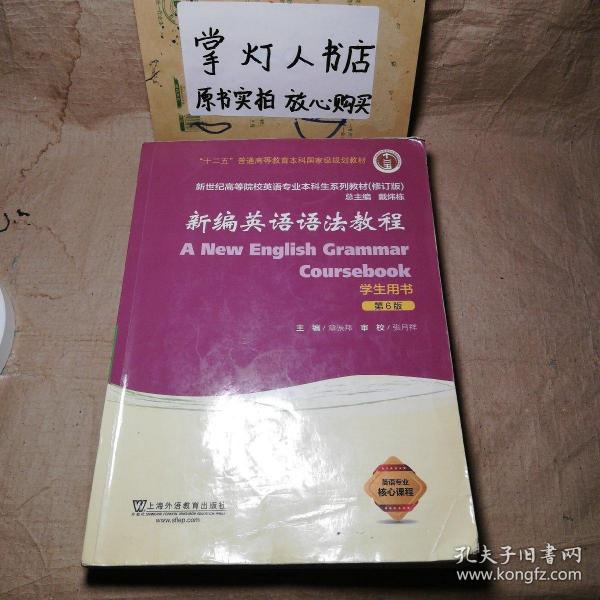 掌灯人书店
原书实拍 放心购买
"十二五"普通高等教育本科国家级规划教材
新世纪高等院校英语专业本科生系列教材(修订版)
总主编 戴炜栋
新编英语语法教程
A New English Grammar
Coursebook
学生用书
第6版
主 编/章振邦 审 校/张月祥
英语专业
核心课程
上海外语教育出版社
www.sflep.com
孔夫子旧书网
www.kongfz.com